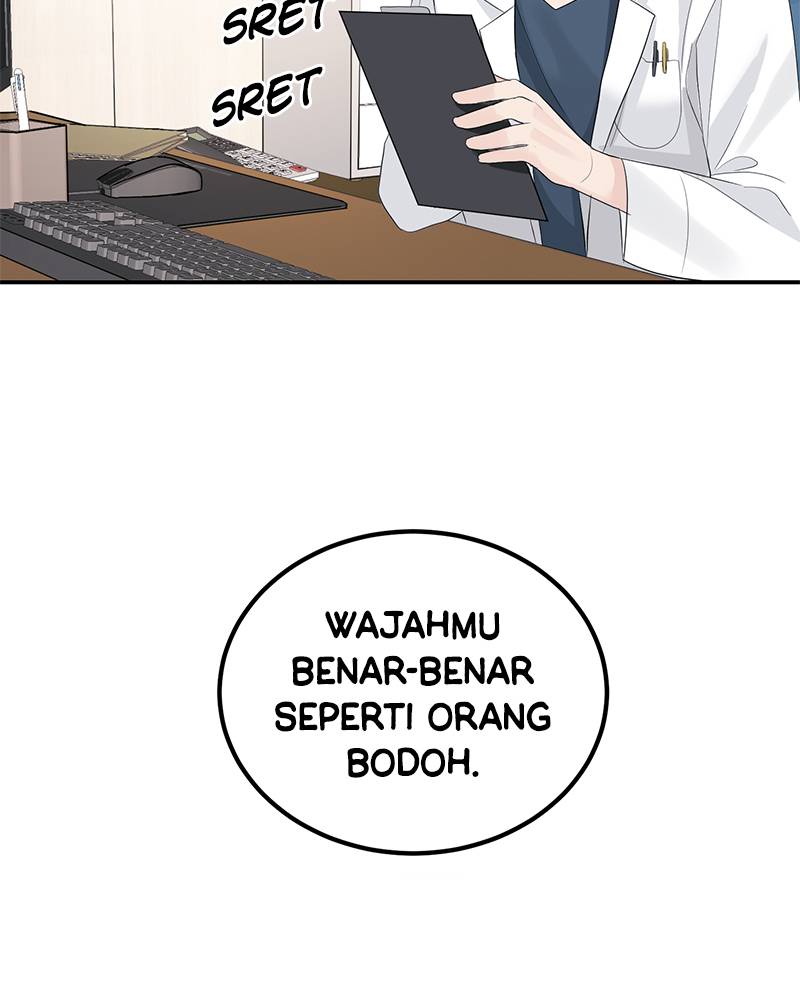 SRET
SRET
WAJAHMU
BENAR-BENAR
SEPERTI ORANG
BODOH.